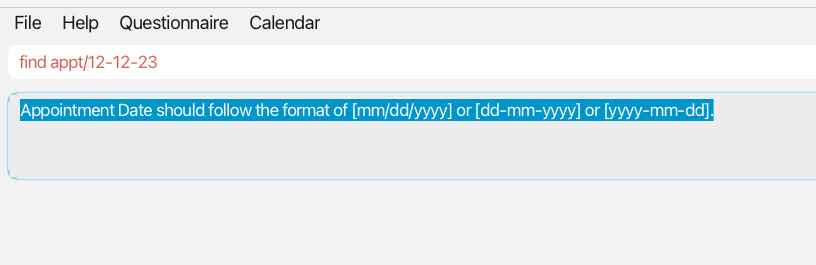 File Help Questionnaire Calendar
find appt/12-12-23
Appointment Date should follow the format of [mm/dd/yyyy] or [dd-mm-yyyy] or [yyyy-mm-dd].